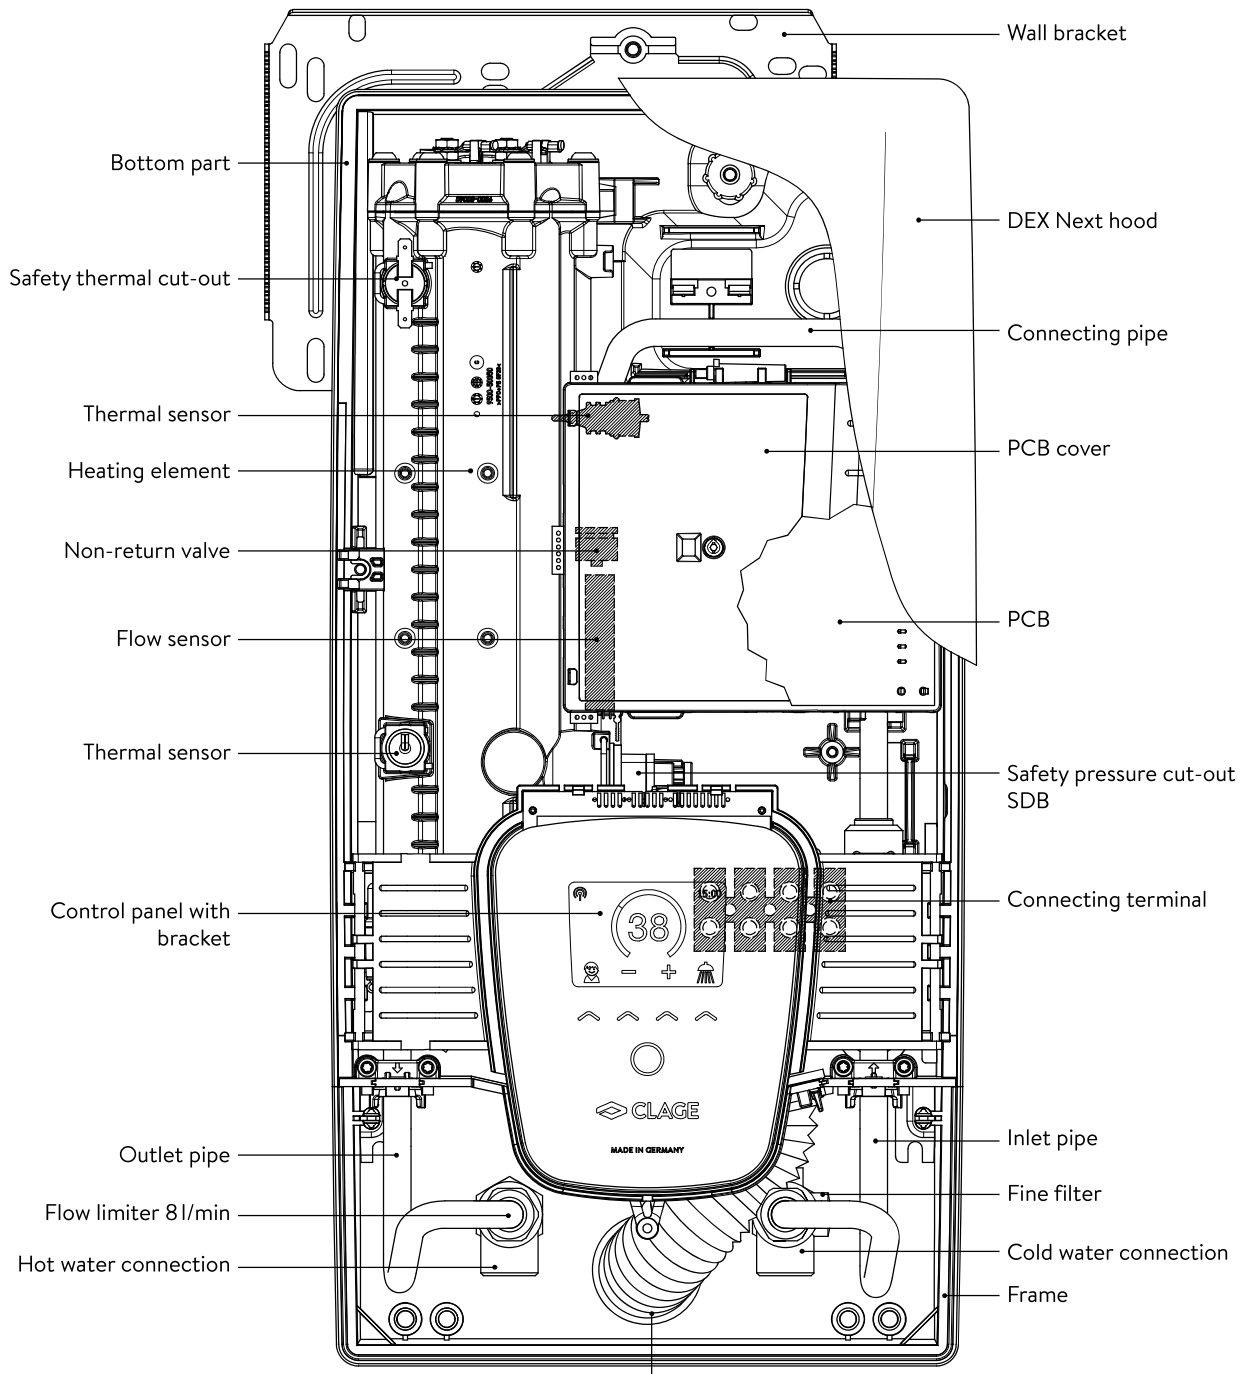 Wall bracket
Bottom part
DEX Next hood
Safety thermal cut-out
Connecting pipe
Thermal sensor
PCB cover
Heating element
Non-return valve
Flow sensor
PCB
Thermal sensor
Safety pressure cut-out
SDB
Control panel with
bracket
Connecting terminal
15:00
38
CLAGE
MADE IN GERMANY
Outlet pipe
Inlet pipe
Flow limiter 8 l/min
Fine filter
Hot water connection
Cold water connection
Frame